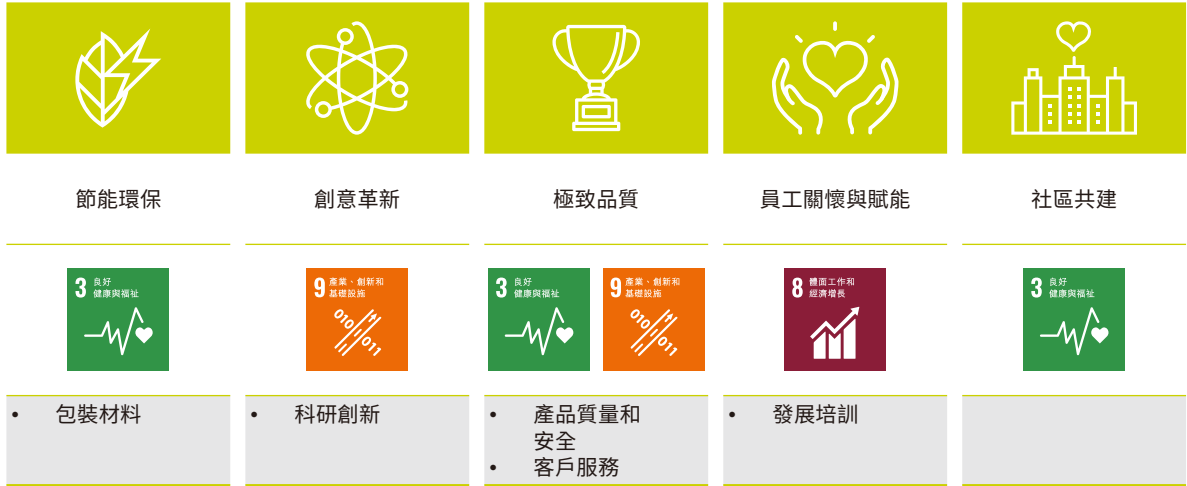 節能環保
創意革新
極致品質
員工關懷與賦能
社區共建
3 良好
健康與福祉
9 產業、創新和
基礎設施
010
011
3 良好
健康與福祉
9 產業、創新和
基礎設施
010
011
8 體面工作和
經濟增長
3 良好
健康與福祉
• 包裝材料
• 科研創新
• 產品質量和
安全
• 客戶服務
• 發展培訓